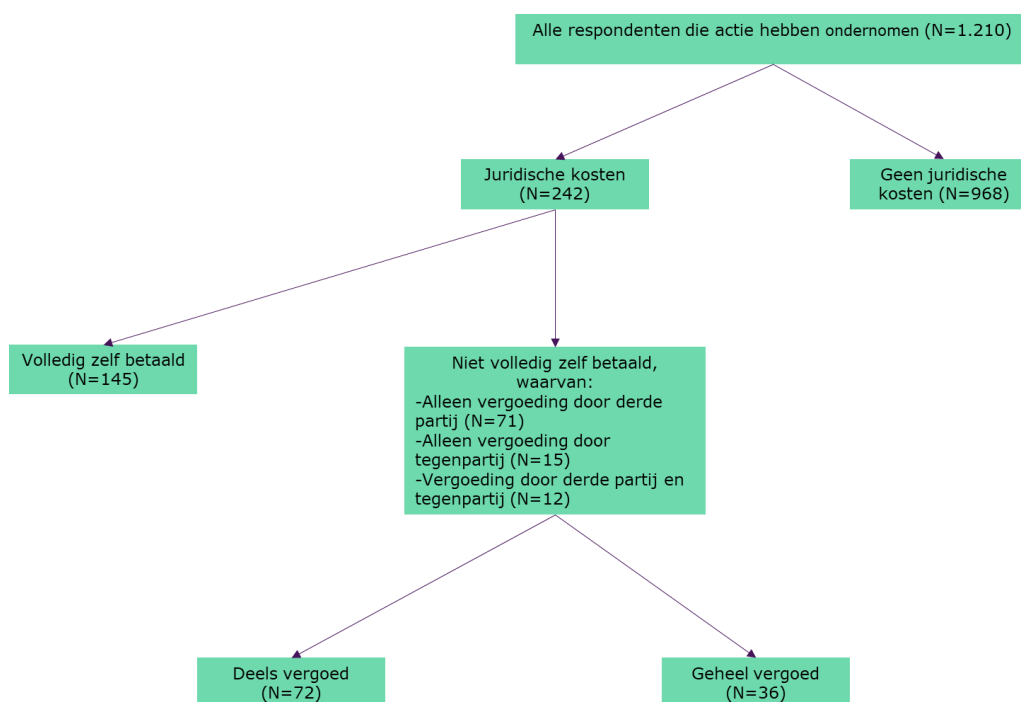 Alle respondenten die actie hebben ondernomen (N=1.210)
Juridische kosten
(N=242)
Geen juridische
kosten (N=968)
Volledig zelf betaald
(N=145)
Niet volledig zelf betaald,
waarvan:
-Alleen vergoeding door derde
partij (N=71)
-Alleen vergoeding door
tegenpartij (N=15)
-Vergoeding door derde partij en
tegenpartij (N=12)
Deels vergoed
(N=72)
Geheel vergoed
(N=36)